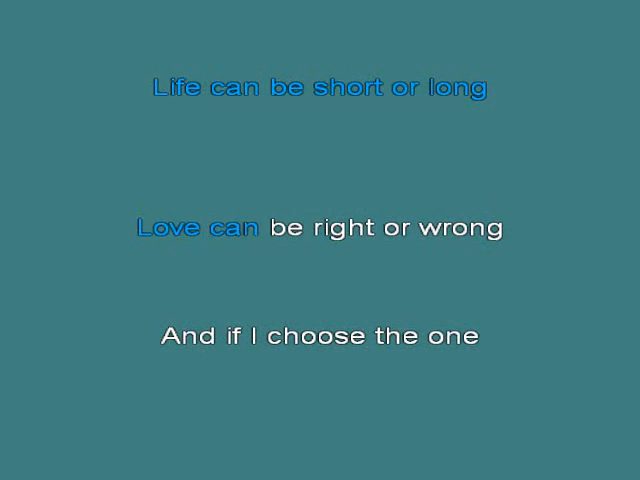 Life can be short or long
Love can be right or wrong
And if I choose the one